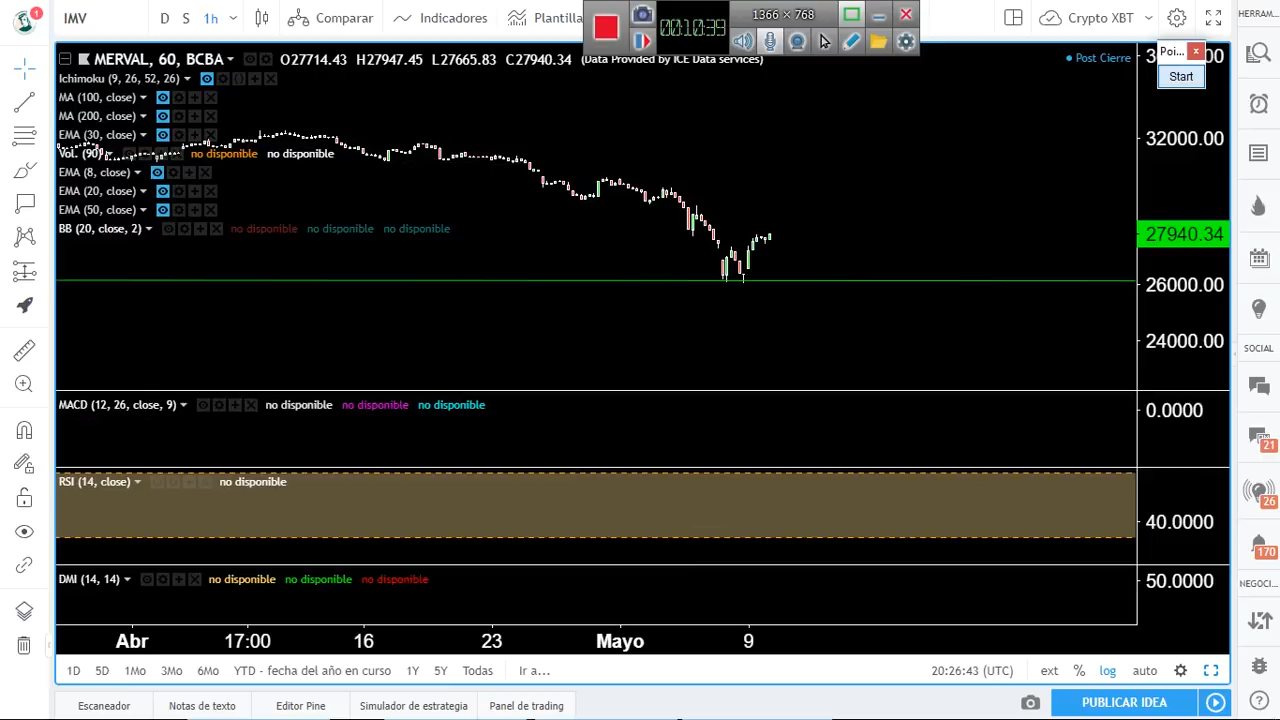 IMV D S 1h Comparar Indicadores Plantilla 00:10:39 1366 × 768 Crypto XBT HERRAM.
1
MERVAL, 60, BCBA O27714.43 H27947.45 L27665.83 C27940.34 (Data Provided by ICE Data services) Post Cierre
Poi... x
Start
Ichimoku (9, 26, 52, 26)
MA (100, close)
MA (200, close)
EMA (30, close)
Vol. (90) no disponible no disponible
EMA (8, close)
EMA (20, close)
EMA (50, close)
BB (20, close, 2) no disponible no disponible no disponible
32000.00
27940.34
26000.00
24000.00
SOCIAL
MACD (12, 26, close, 9) no disponible no disponible no disponible
0.0000
21
RSI (14, close) no disponible
26
40.0000
170
DMI (14, 14) no disponible no disponible no disponible
50.0000
NEGOCI...
Abr 17:00 16 23 Mayo 9
1D 5D 1Mo 3Mo 6Mo YTD - fecha del año en curso 1Y 5Y Todas Ir a... 20:26:43 (UTC) ext % log auto
Escaneador Notas de texto Editor Pine Simulador de estrategia Panel de trading PUBLICAR IDEA